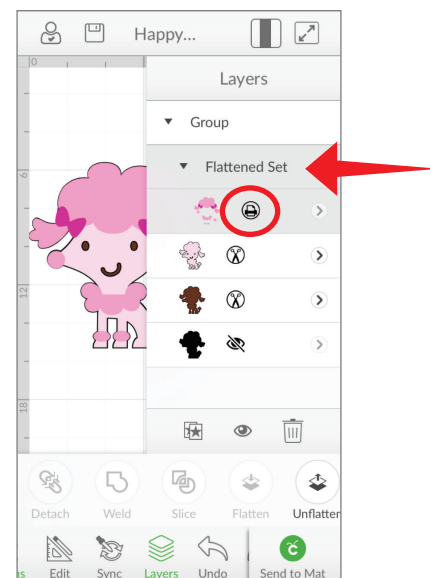 Happy...
0
Layers
Group
Flattened Set
6
12
18
Detach Weld Slice Flatten Unflatten
us Edit Sync Layers Undo Send to Mat